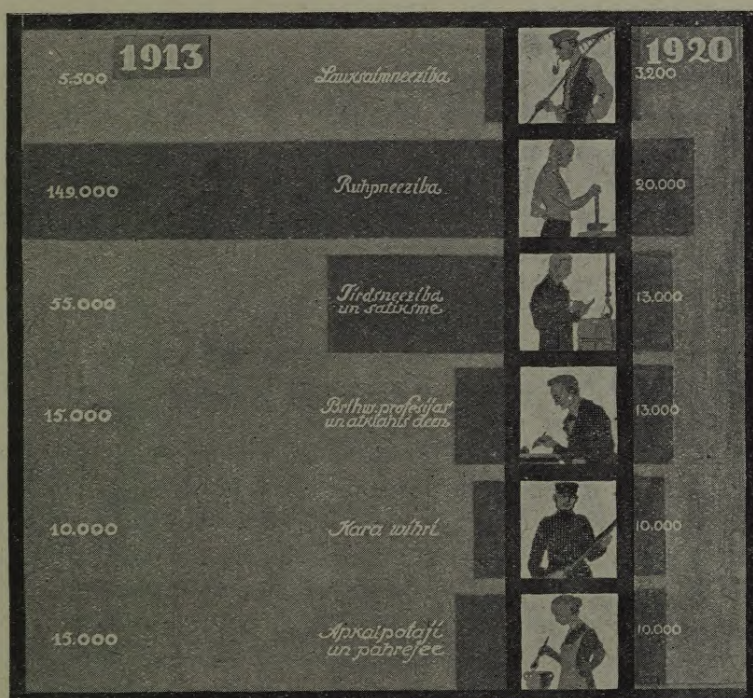 1913
1920
5.500 Lauksaimneeziba 3.200
149.000 Ruhpneeziba 20.000
55.000 Tirdsneeziba
un satiksme 13.000
15.000 Brihwas profesijas
un atklahts deen. 13.000
10.000 Kara wihri 10.000
15.000 Apkalpotaji
un pahrejee 10.000